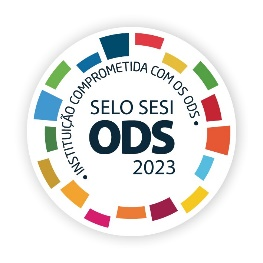 • INSTITUIÇÃO COMPROMETIDA COM OS ODS •
SELO SESI
ODS
2023